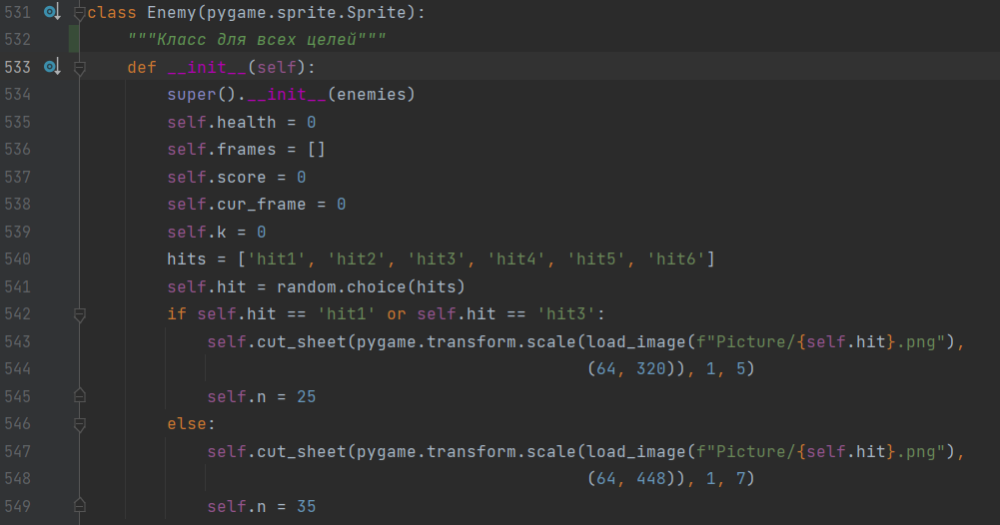 531 class Enemy(pygame.sprite.Sprite):
532     """Класс для всех целей"""
533     def __init__(self):
534         super().__init__(enemies)
535         self.health = 0
536         self.frames = []
537         self.score = 0
538         self.cur_frame = 0
539         self.k = 0
540         hits = ['hit1', 'hit2', 'hit3', 'hit4', 'hit5', 'hit6']
541         self.hit = random.choice(hits)
542         if self.hit == 'hit1' or self.hit == 'hit3':
543             self.cut_sheet(pygame.transform.scale(load_image(f"Picture/{self.hit}.png"),
544                                                   (64, 320)), 1, 5)
545             self.n = 25
546         else:
547             self.cut_sheet(pygame.transform.scale(load_image(f"Picture/{self.hit}.png"),
548                                                   (64, 448)), 1, 7)
549             self.n = 35